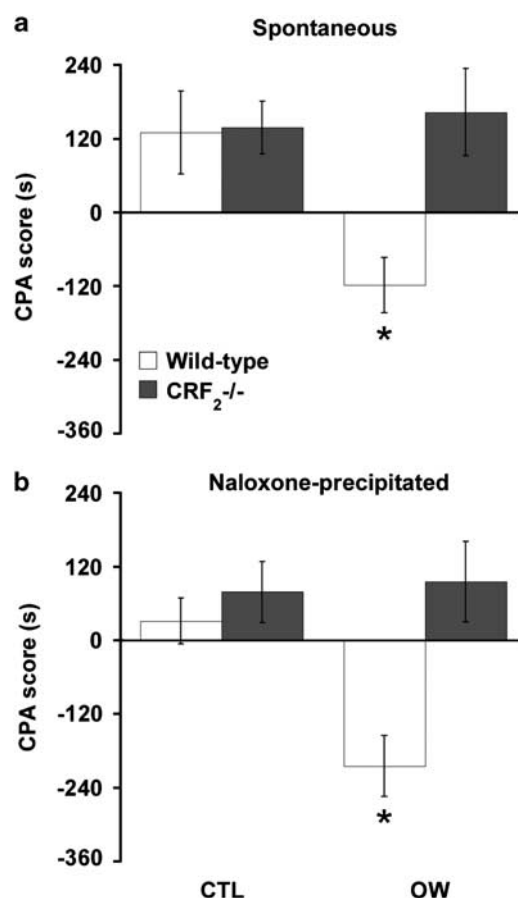 a
Spontaneous
240
120
0
-120
-240
-360
CPA score (s)
*
Wild-type
CRF2-/-
b
Naloxone-precipitated
240
120
0
-120
-240
-360
CPA score (s)
*
CTL OW